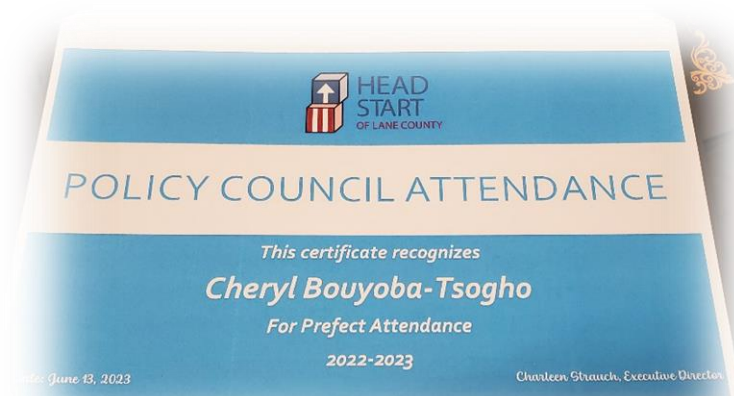 HEAD
START
OF LANE COUNTY
POLICY COUNCIL ATTENDANCE
This certificate recognizes
Cheryl Bouyoba-Tsogho
For Prefect Attendance
2022-2023
June 13, 2023
Charleen Strauch, Executive Director